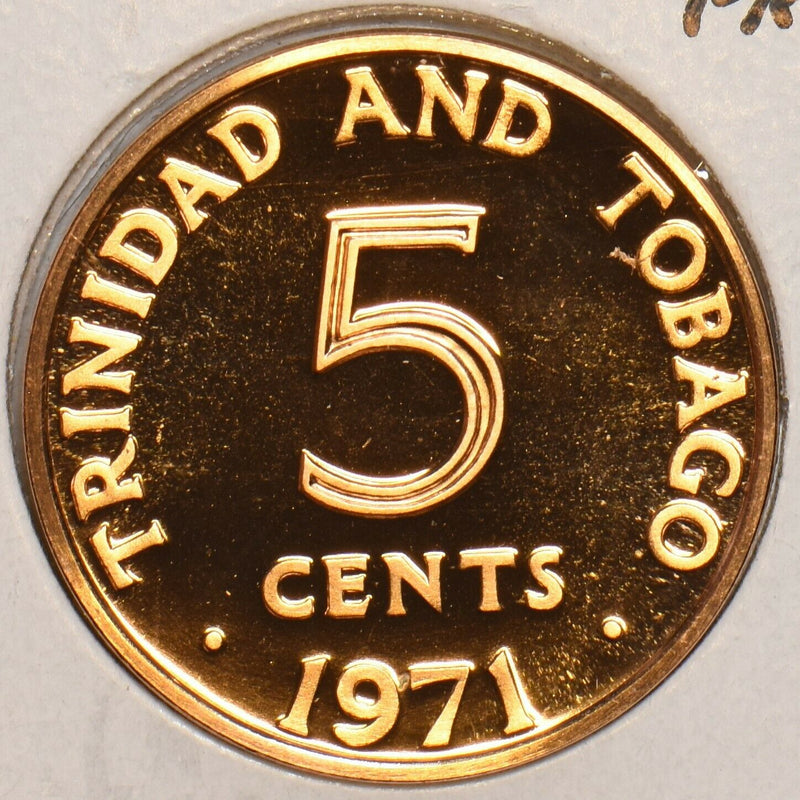 TRINIDAD AND TOBAGO
5
CENTS
1971